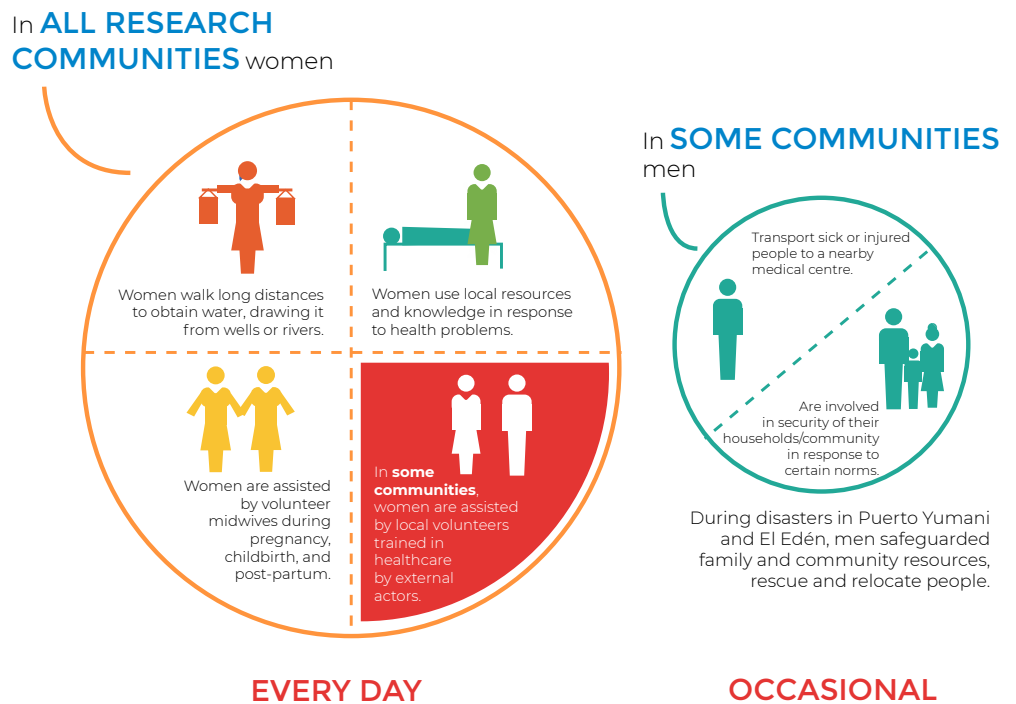 In ALL RESEARCH
COMMUNITIES women
Women walk long distances
to obtain water, drawing it
from wells or rivers.
Women use local resources
and knowledge in response
to health problems.
Women are assisted
by volunteer
midwives during
pregnancy,
childbirth, and
post-partum.
In some
communities,
women are assisted
by local volunteers
trained in
healthcare
by external
actors.
EVERY DAY
In SOME COMMUNITIES
men
Transport sick or injured
people to a nearby
medical centre.
Are involved
in security of their
households/community
in response to
certain norms.
During disasters in Puerto Yumani
and El Edén, men safeguarded
family and community resources,
rescue and relocate people.
OCCASIONAL